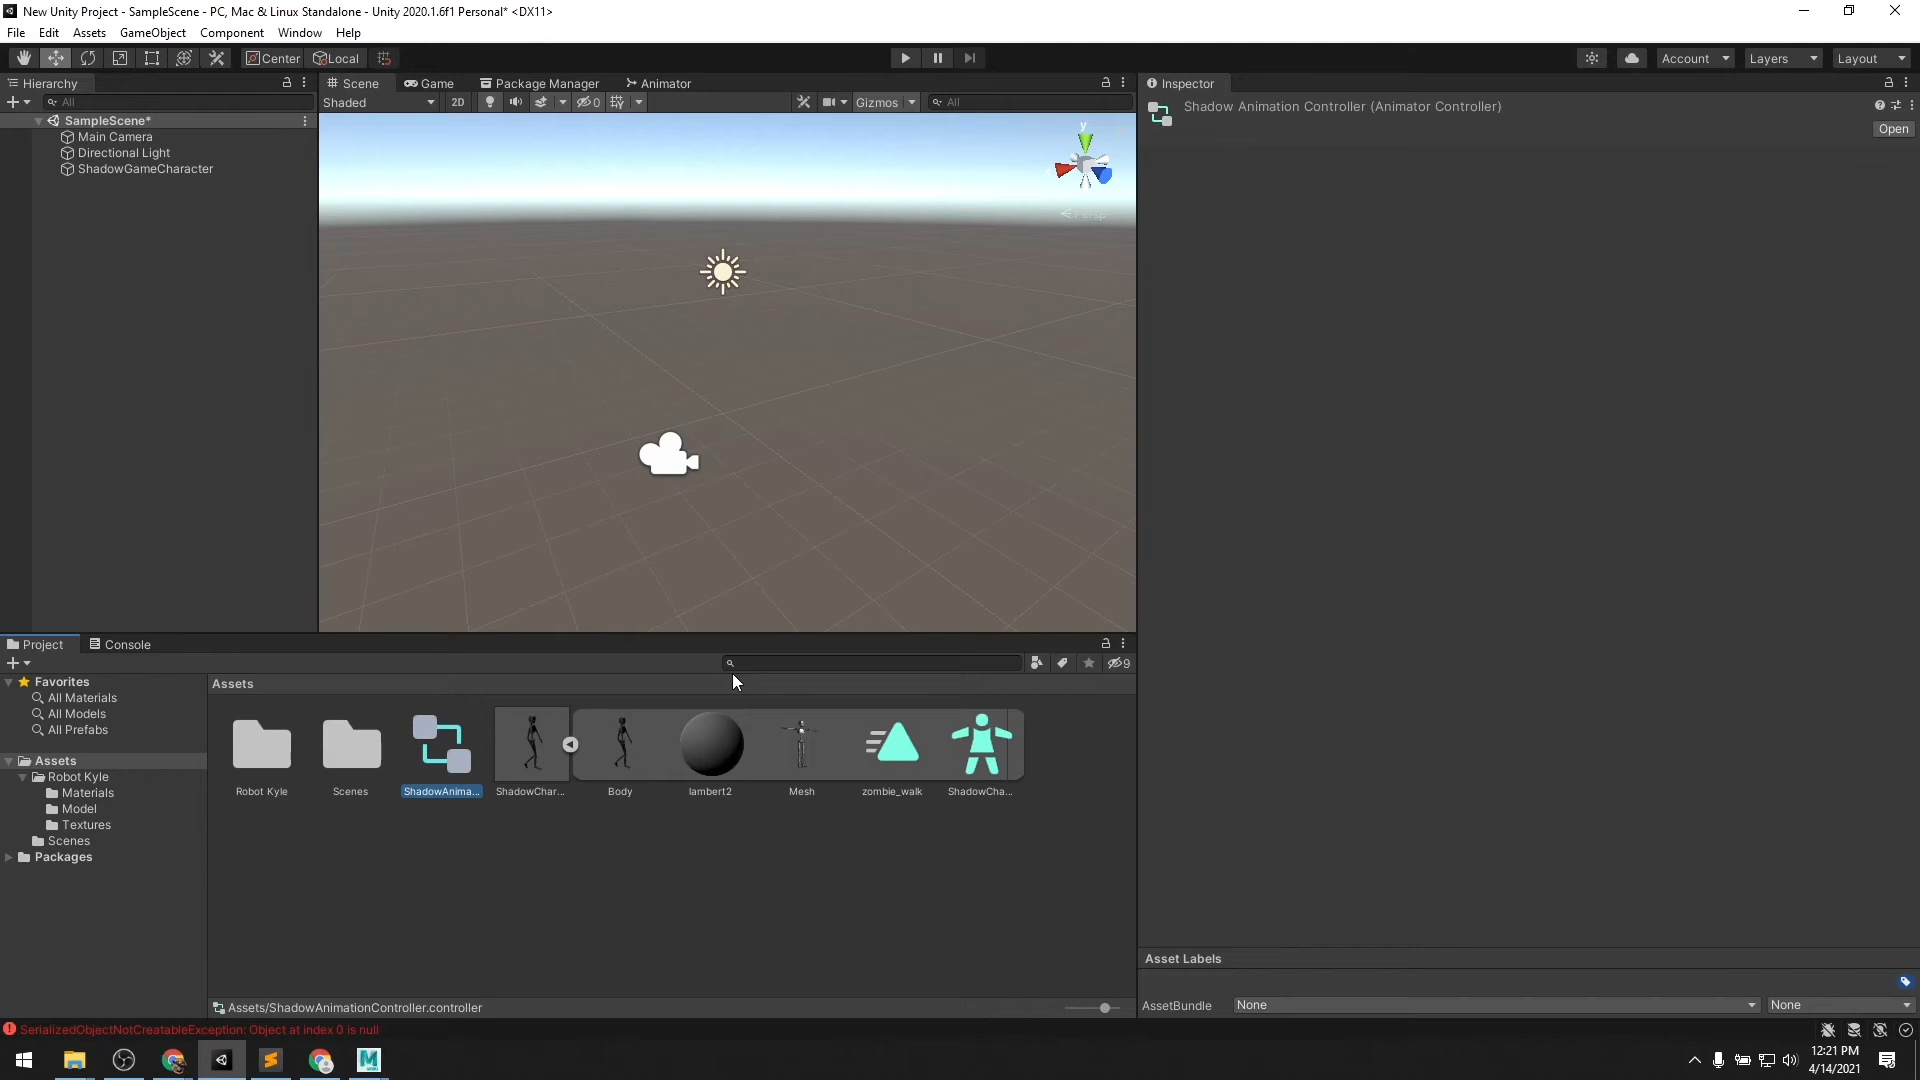 New Unity Project - SampleScene - PC, Mac & Linux Standalone - Unity 2020.1.6f1 Personal* <DX11>
File Edit Assets GameObject Component Window Help
Center Local Account Layers Layout
Hierarchy Scene Game Package Manager Animator Inspector
All Shaded 2D 0 Gizmos All
Shadow Animation Controller (Animator Controller)
Open
SampleScene*
Main Camera
Directional Light
ShadowGameCharacter
y
Persp
Project Console
9
Favorites
All Materials
All Models
All Prefabs
Assets
Robot Kyle
Materials
Model
Textures
Scenes
Packages
Assets
Robot Kyle Scenes ShadowAnima... ShadowChar... Body lambert2 Mesh zombie_walk ShadowCha...
Assets/ShadowAnimationController.controller
Asset Labels
AssetBundle None None
SerializedObjectNotCreatableException: Object at index 0 is null
12:21 PM
4/14/2021